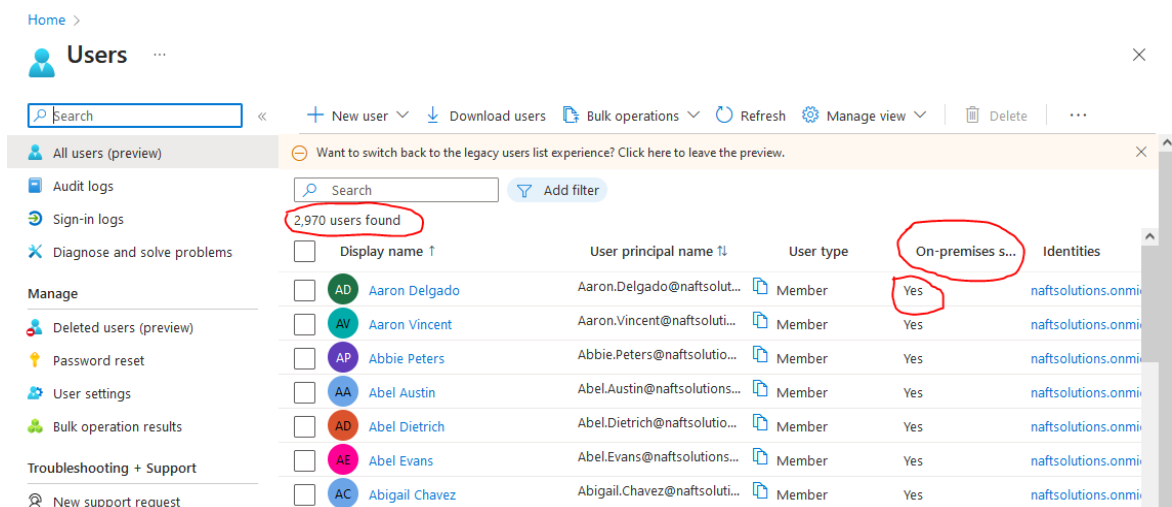 Home >
Users ...
Search «
New user Download users Bulk operations Refresh Manage view Delete ...
All users (preview)
Want to switch back to the legacy users list experience? Click here to leave the preview.
Audit logs
Search Add filter
Sign-in logs
2,970 users found
Diagnose and solve problems
Display name ↑ User principal name ↑↓ User type On-premises s... Identities
Manage
AD Aaron Delgado Aaron.Delgado@naftsolut... Member Yes naftsolutions.onmi
Deleted users (preview)
AV Aaron Vincent Aaron.Vincent@naftsoluti... Member Yes naftsolutions.onmi
Password reset
AP Abbie Peters Abbie.Peters@naftsolutio... Member Yes naftsolutions.onmi
User settings
AA Abel Austin Abel.Austin@naftsolutions... Member Yes naftsolutions.onmi
Bulk operation results
AD Abel Dietrich Abel.Dietrich@naftsolutio... Member Yes naftsolutions.onmi
Troubleshooting + Support
AE Abel Evans Abel.Evans@naftsolutions... Member Yes naftsolutions.onmi
New support request
AC Abigail Chavez Abigail.Chavez@naftsoluti... Member Yes naftsolutions.onmi